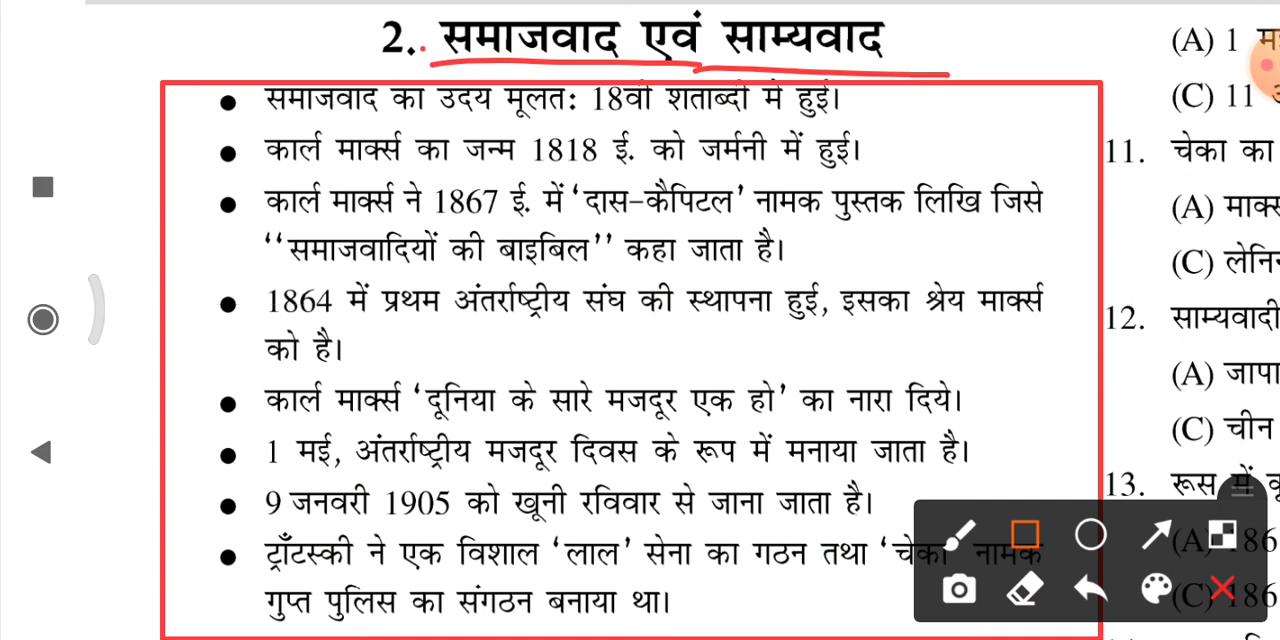 2. समाजवाद एवं साम्यवाद
• समाजवाद का उदय मूलतः 18वी शताब्दी मे हुई।
• कार्ल मार्क्स का जन्म 1818 ई. को जर्मनी में हुई।
• कार्ल मार्क्स ने 1867 ई. में 'दास-कैपिटल' नामक पुस्तक लिखि जिसे
''समाजवादियों की बाइबिल'' कहा जाता है।
• 1864 में प्रथम अंतर्राष्ट्रीय संघ की स्थापना हुई, इसका श्रेय मार्क्स
को है।
• कार्ल मार्क्स 'दूनिया के सारे मजदूर एक हो' का नारा दिये।
• 1 मई, अंतर्राष्ट्रीय मजदूर दिवस के रूप में मनाया जाता है।
• 9 जनवरी 1905 को खूनी रविवार से जाना जाता है।
• ट्राँटस्की ने एक विशाल 'लाल' सेना का गठन तथा 'चेका' नामक
गुप्त पुलिस का संगठन बनाया था।
(A) 1
(C) 11
11. चेका का
(A)
(C)
12. साम्यवादी
(A)
(C) चीन
13. रूस में
(A)
(C)